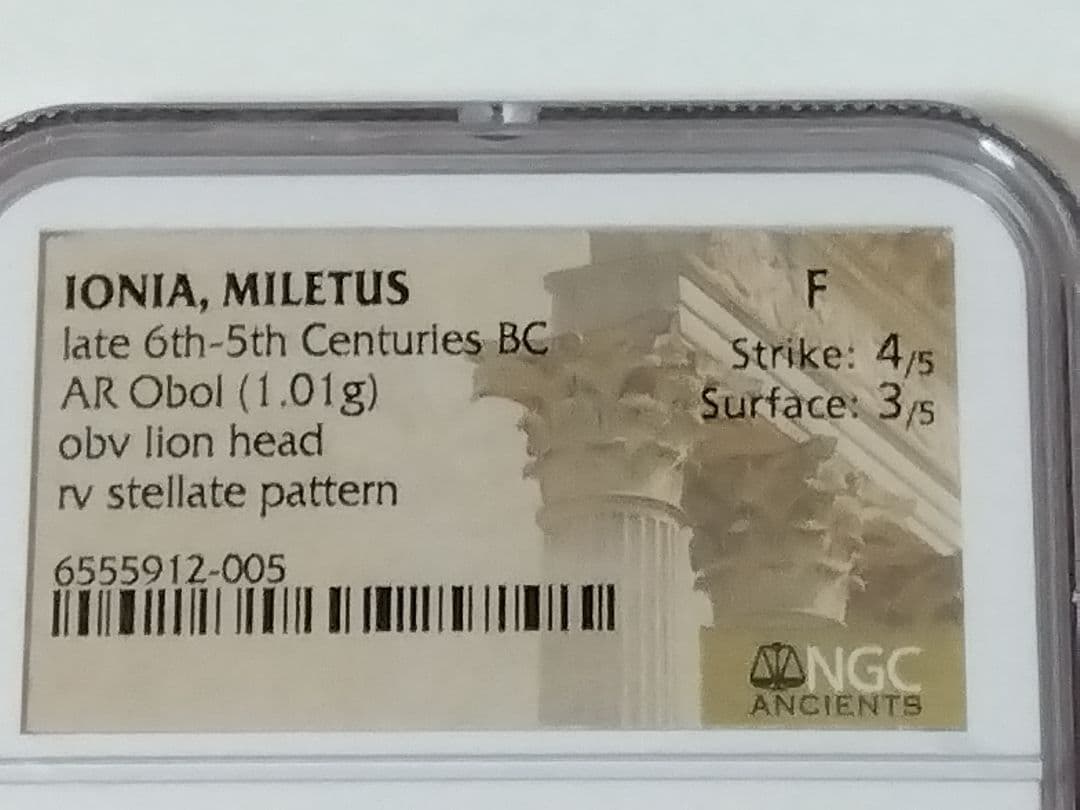 IONIA, MILETUS
late 6th-5th Centuries BC
AR Obol (1.01g)
obv lion head
rv stellate pattern
6555912-005
F
Strike: 4/5
Surface: 3/5
NGC
ANCIENTS